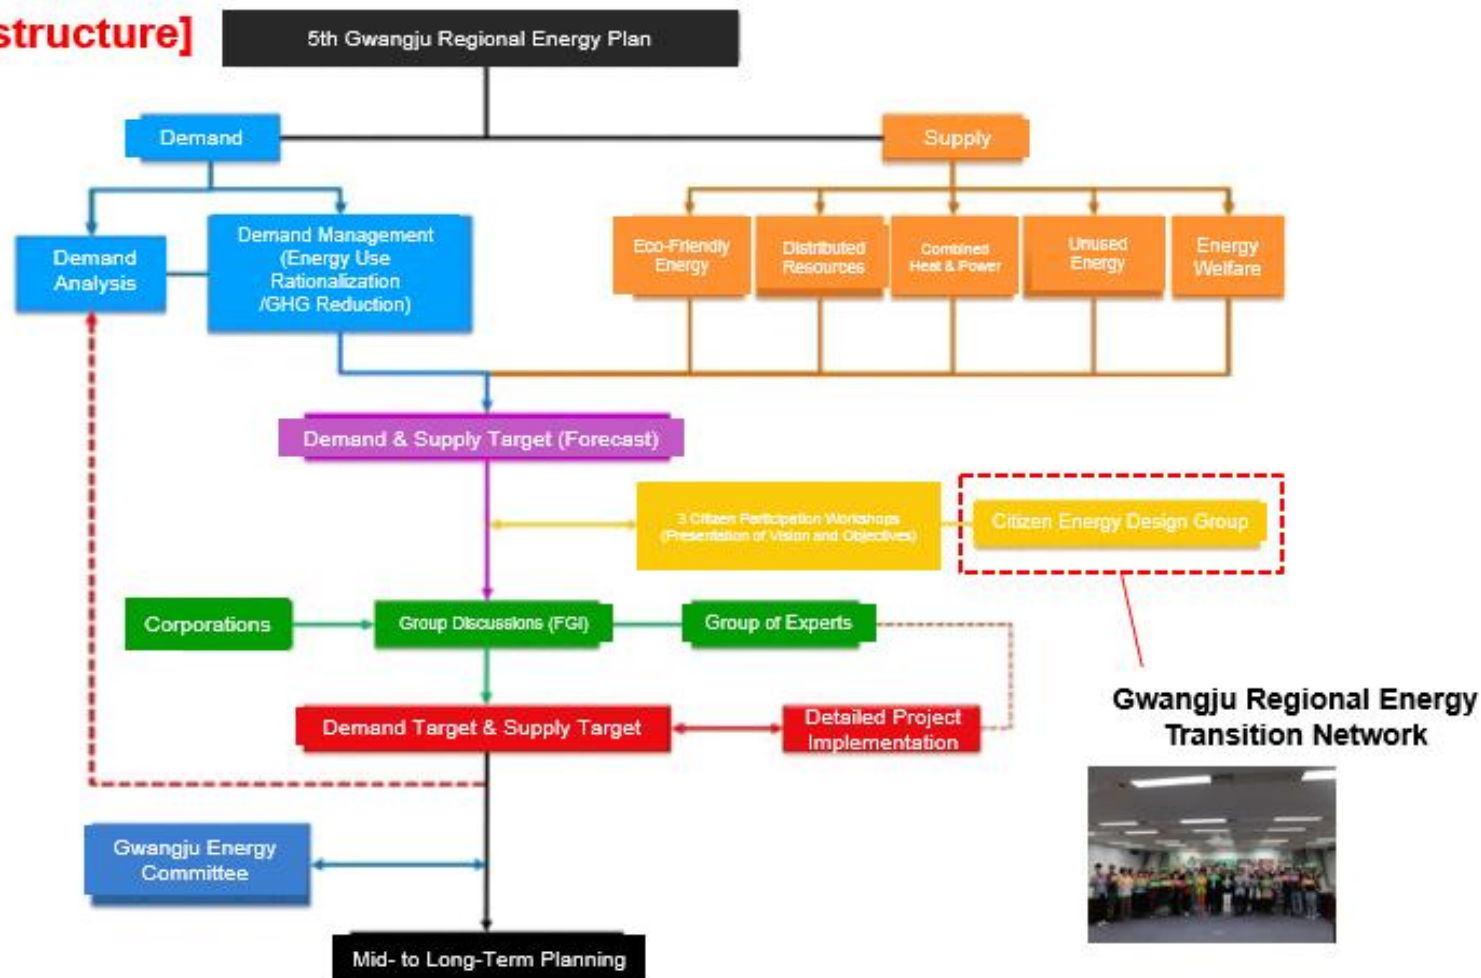 structure]
5th Gwangju Regional Energy Plan
Demand
Supply
Demand
Analysis
Demand Management
(Energy Use
Rationalization
/GHG Reduction)
Eco-Friendly
Energy
Distributed
Resources
Combined
Heat & Power
Unused
Energy
Energy
Welfare
Demand & Supply Target (Forecast)
3 Citizen Participation Workshops
(Presentation of Vision and Objectives)
Citizen Energy Design Group
Corporations
Group Discussions (FGI)
Group of Experts
Demand Target & Supply Target
Detailed Project
Implementation
Gwangju Regional Energy
Transition Network
Gwangju Energy
Committee
Mid- to Long-Term Planning